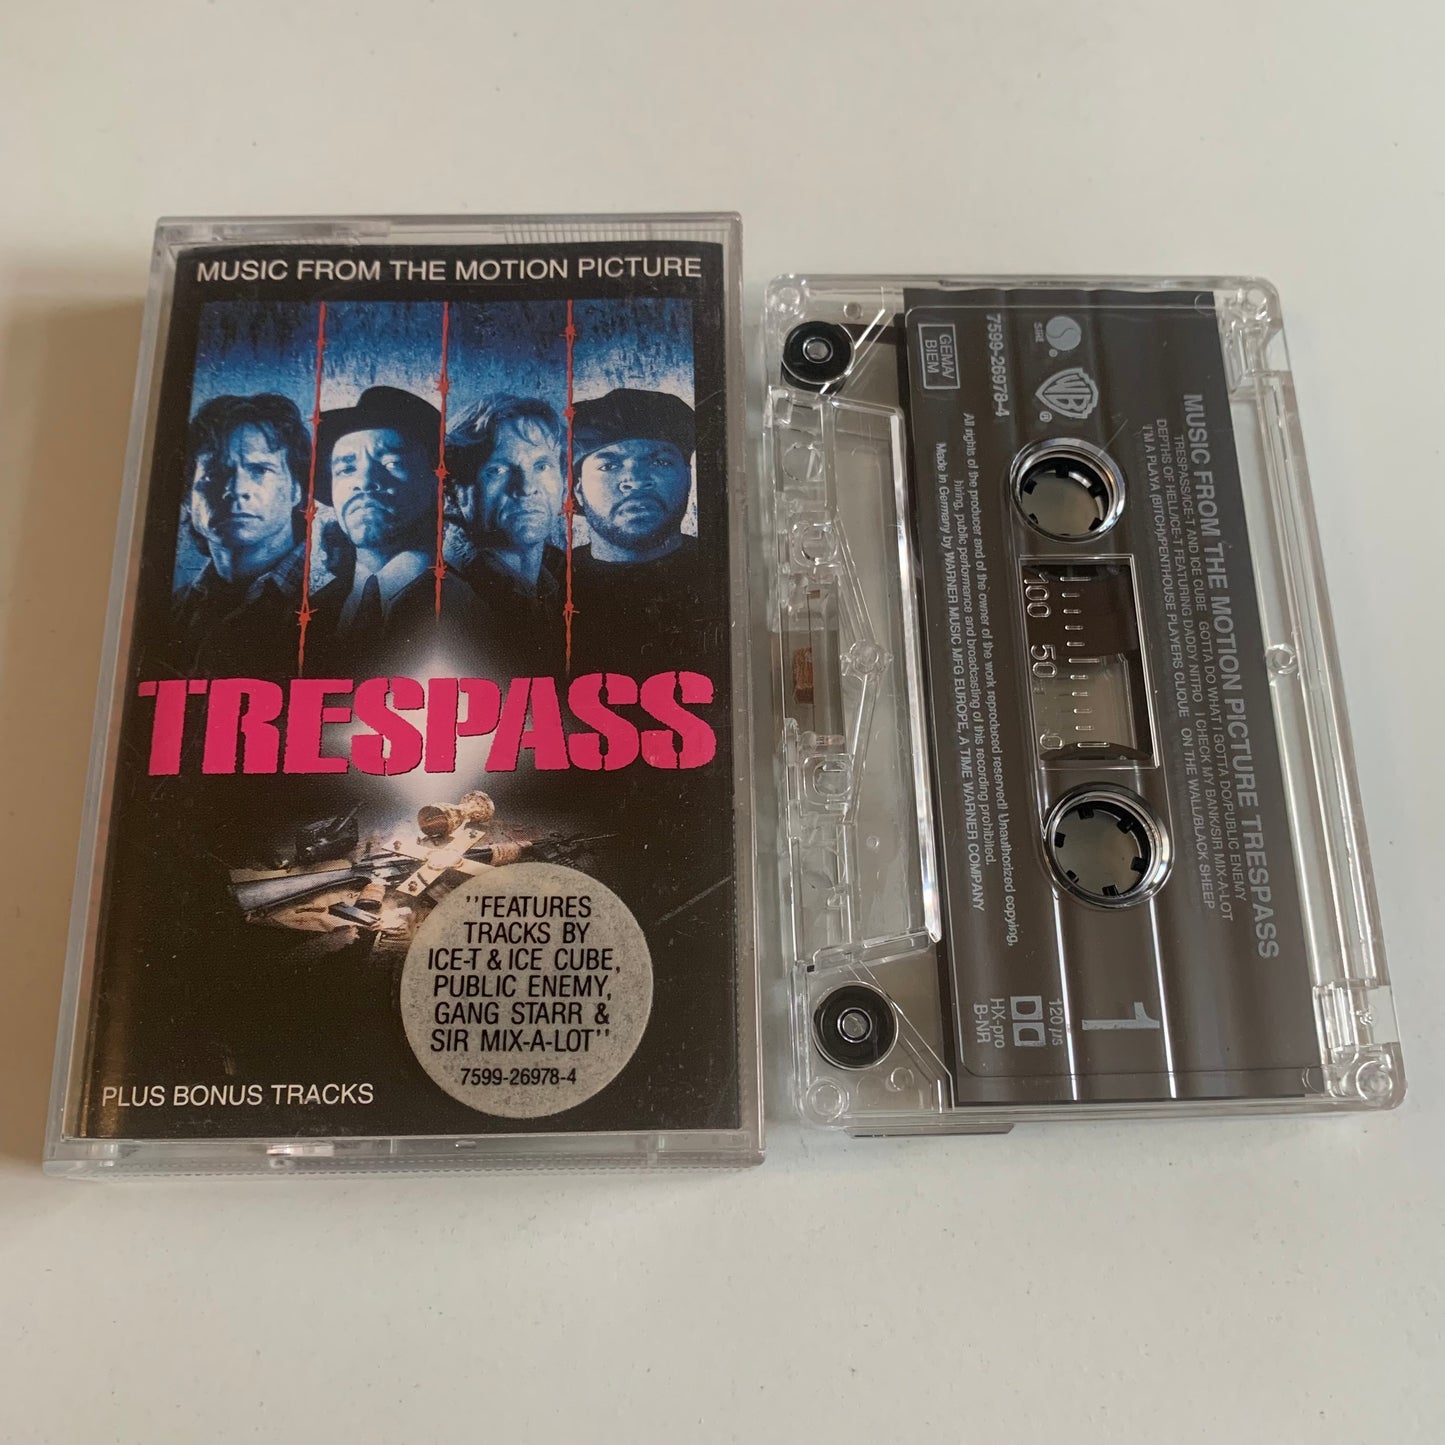 MUSIC FROM THE MOTION PICTURE
TRESPASS
"FEATURES
TRACKS BY
ICE-T & ICE CUBE,
PUBLIC ENEMY,
GANG STARR &
SIR MIX-A-LOT"
7599-26978-4
PLUS BONUS TRACKS
MUSIC FROM THE MOTION PICTURE TRESPASS
TRESPASS/ICE-T AND ICE CUBE GOTTA DO WHAT I GOTTA DO/PUBLIC ENEMY
DEPTHS OF HELL/ICE-T FEATURING DADDY NITRO I CHECK MY BANK/SIR MIX-A-LOT
I'M A PLAYA (BITCH)/PENTHOUSE PLAYERS CLIQUE ON THE WALL/BLACK SHEEP
sire
WB
®
7599-26978-4
GEMA/
BIEM
100 50
1
120 µs
HX-pro
B-NR
All rights of the producer and of the owner of the work reproduced reserved! Unauthorized copying,
hiring, public performance and broadcasting of this recording prohibited.
Made in Germany by WARNER MUSIC MFG EUROPE, A TIME WARNER COMPANY